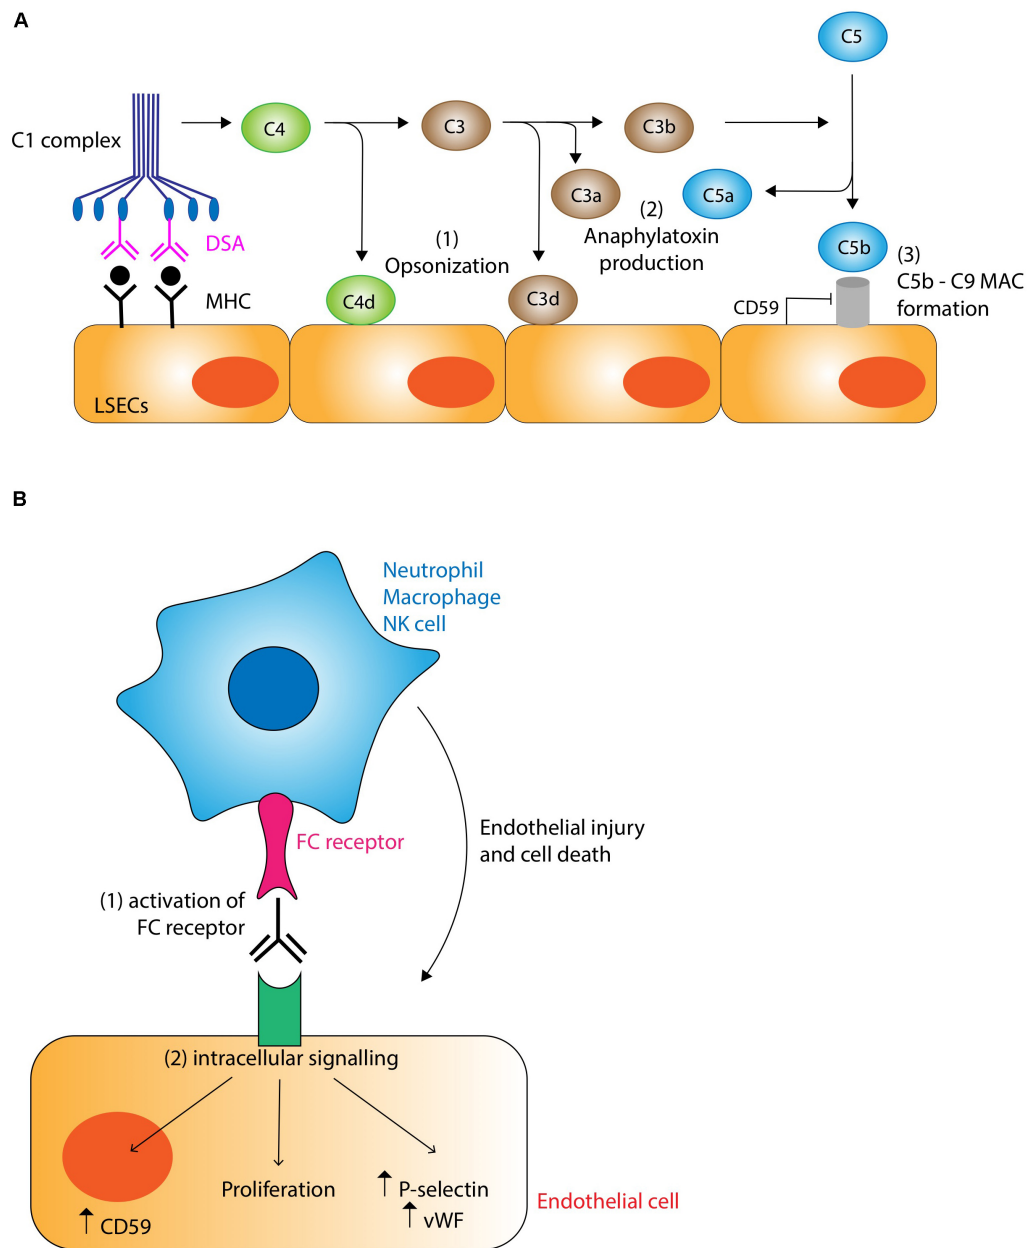 A
C5
C1 complex
C4
C3
C3b
C3a
C5a
(2)
Anaphylatoxin
production
DSA
(1)
Opsonization
C5b
(3)
C5b - C9 MAC
formation
MHC
C4d
C3d
CD59
LSECs
B
Neutrophil
Macrophage
NK cell
FC receptor
Endothelial injury
and cell death
(1) activation of
FC receptor
(2) intracellular signalling
Proliferation
P-selectin
vWF
CD59
Endothelial cell